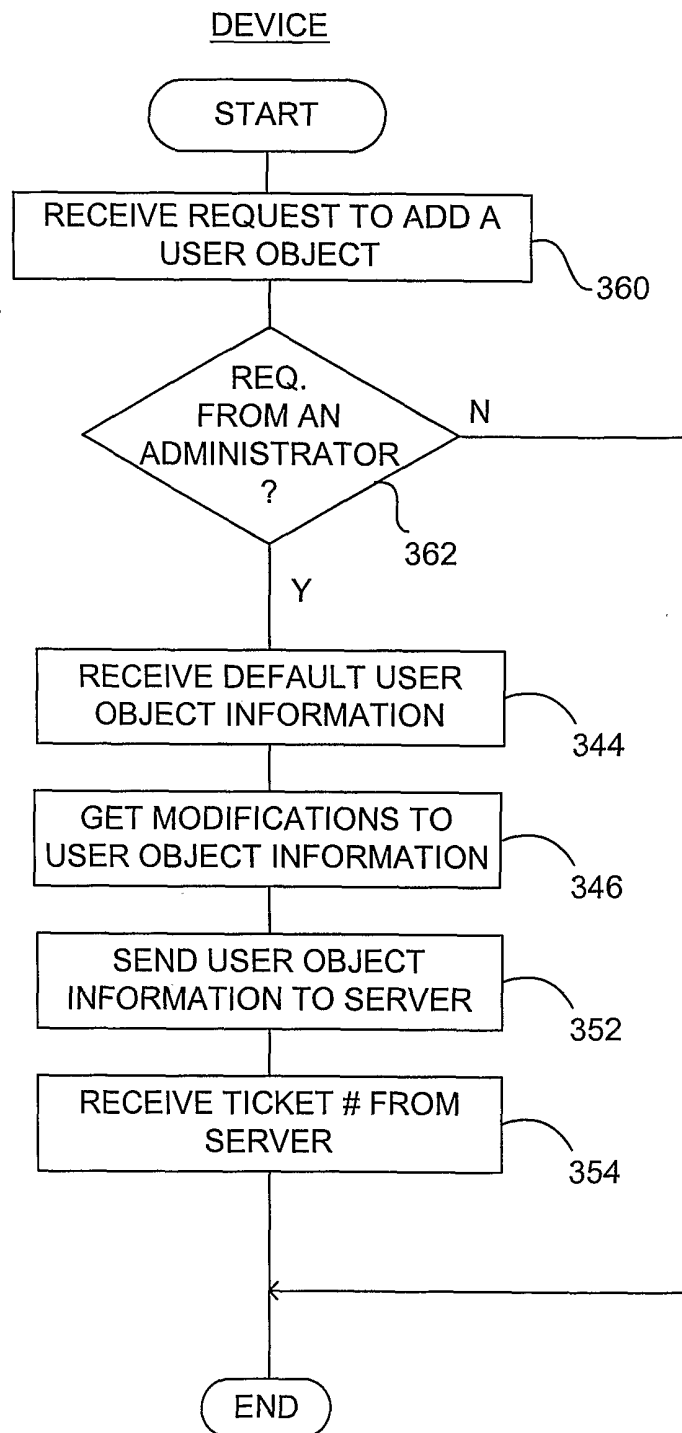 DEVICE
START
RECEIVE REQUEST TO ADD A
USER OBJECT
360
REQ.
FROM AN
ADMINISTRATOR
?
N
362
Y
RECEIVE DEFAULT USER
OBJECT INFORMATION
344
GET MODIFICATIONS TO
USER OBJECT INFORMATION
346
SEND USER OBJECT
INFORMATION TO SERVER
352
RECEIVE TICKET # FROM
SERVER
354
END